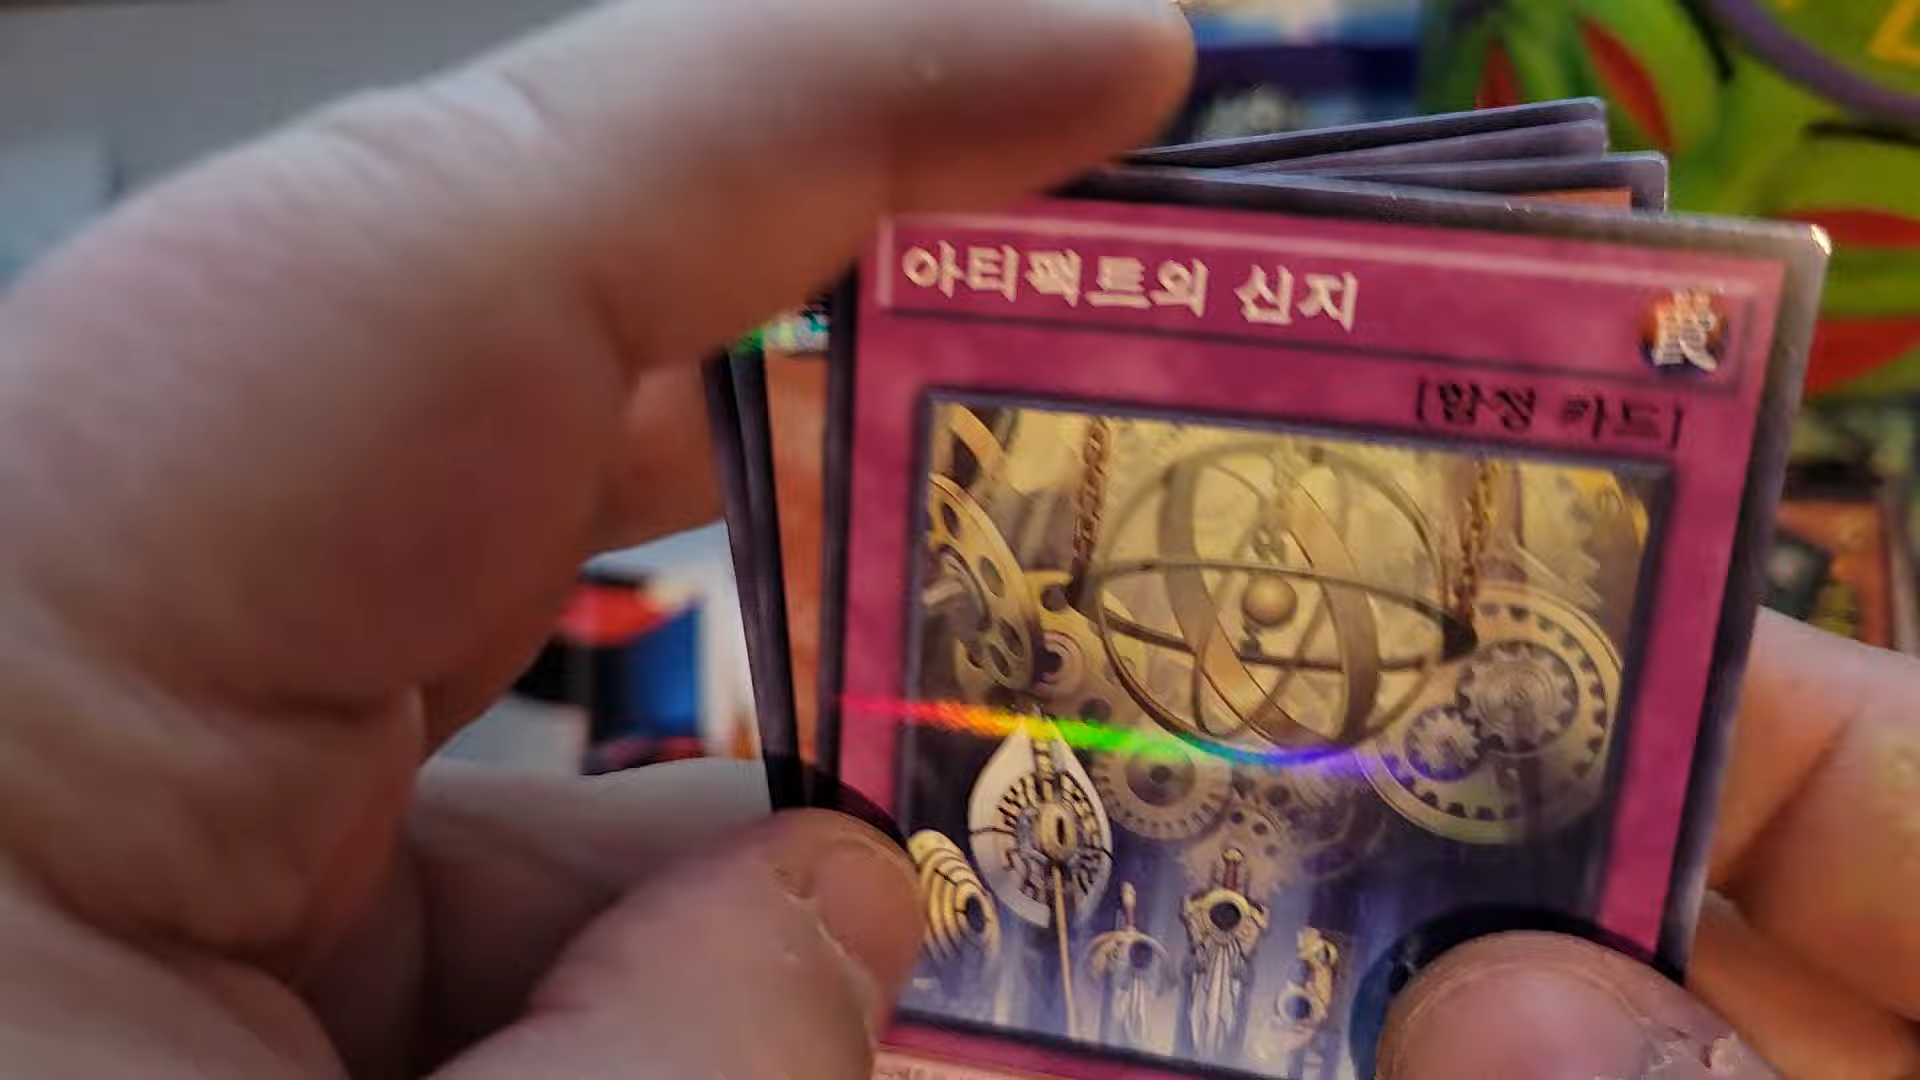 아티팩트의 신지
罠
[함정 카드]